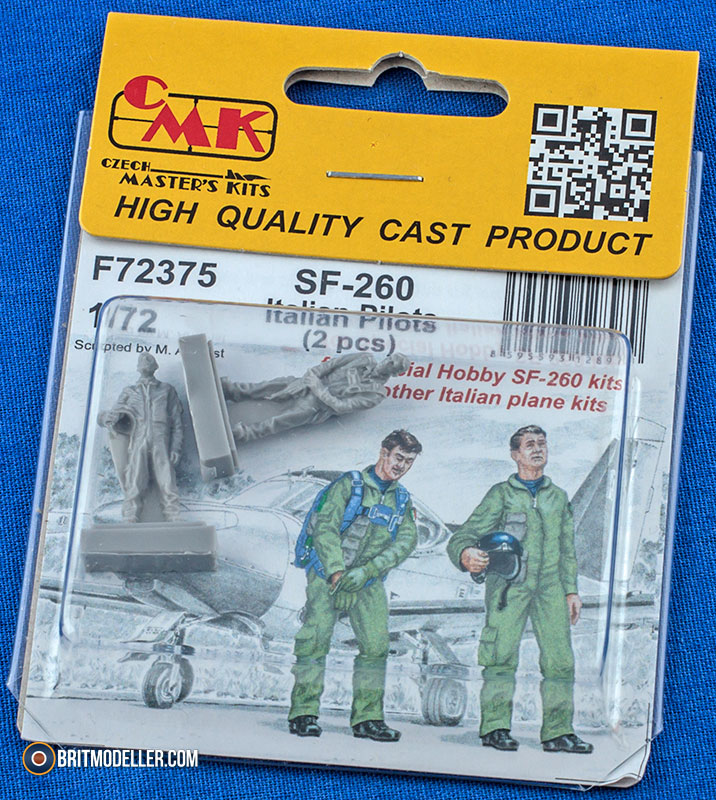 CMK
CZECH
MASTER'S KITS
HIGH QUALITY CAST PRODUCT
F72375
SF-260
Italian Pilots
1/72
(2 pcs)
Sculpted by M.
Hobby SF-260 kits
other Italian plane kits
BRITMODELLER.COM